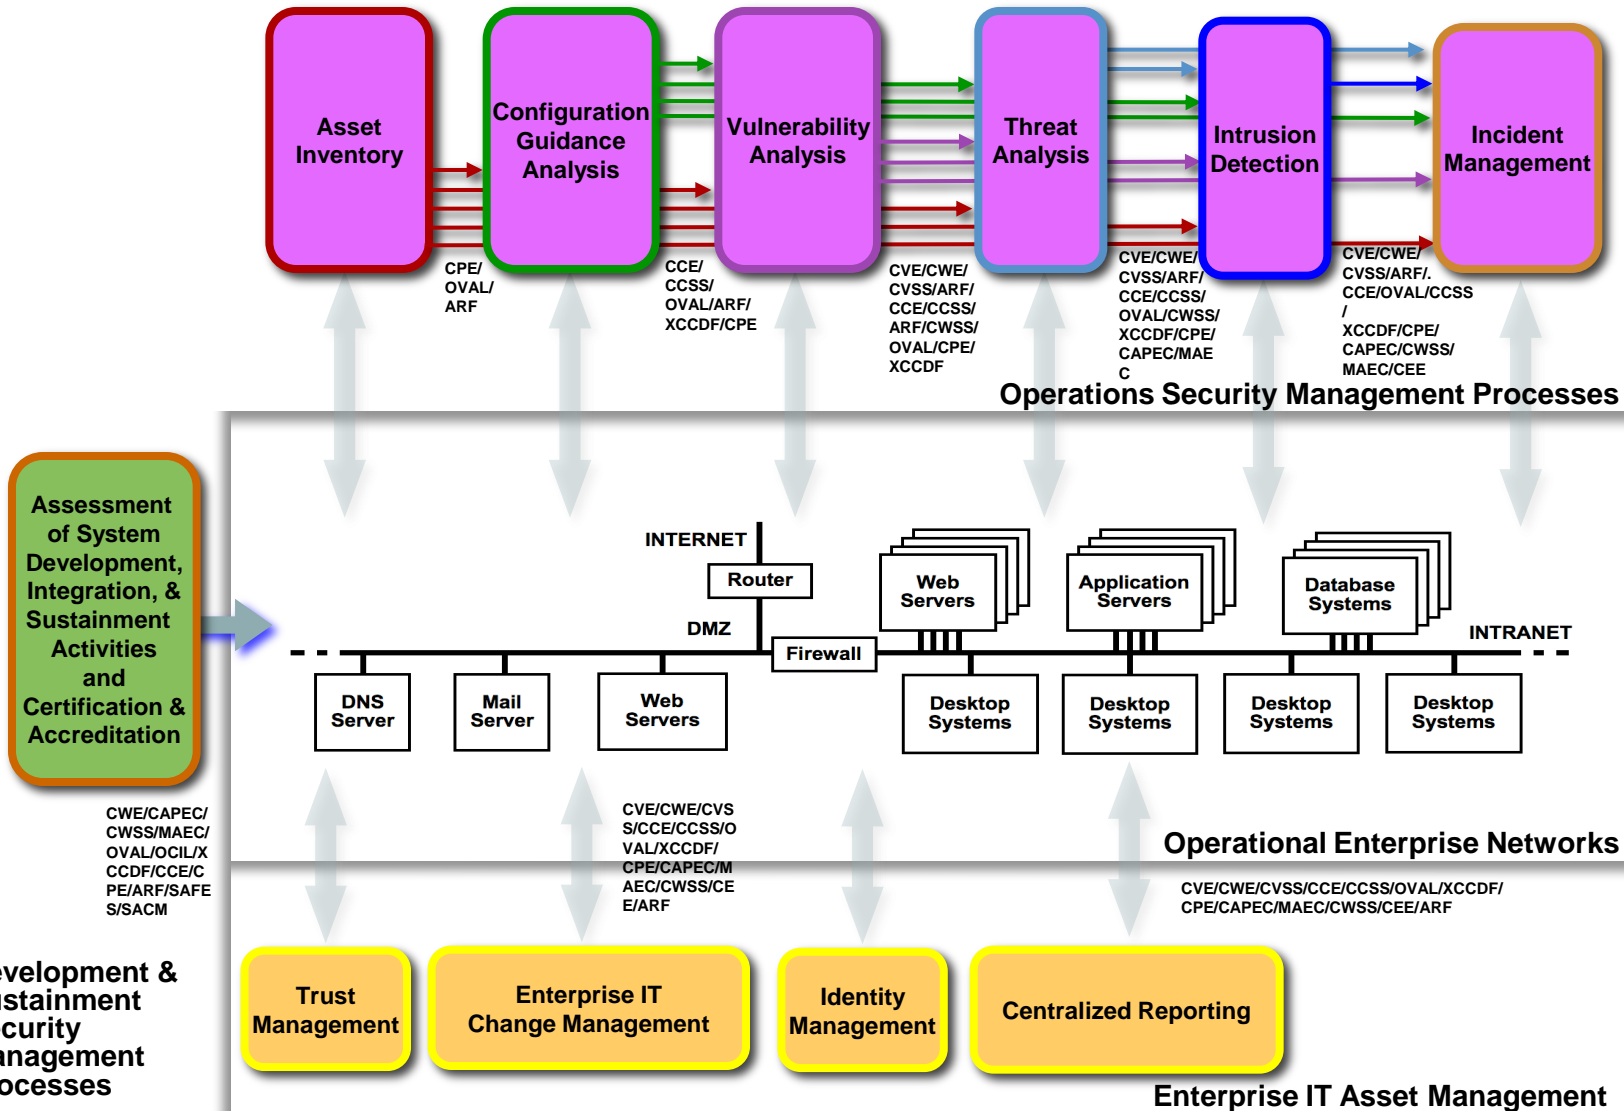 Asset
Inventory
Configuration
Guidance
Analysis
Vulnerability
Analysis
Threat
Analysis
Intrusion
Detection
Incident
Management
CPE/
OVAL/
ARF
CCE/
CCSS/
OVAL/ARF/
XCCDF/CPE
CVE/CWE/
CVSS/ARF/
CCE/CCSS/
ARF/CWSS/
OVAL/CPE/
XCCDF
CVE/CWE/
CVSS/ARF/
CCE/CCSS/
OVAL/CWSS/
XCCDF/CPE/
CAPEC/MAE
C
CVE/CWE/
CVSS/ARF/.
CCE/OVAL/CCSS
/
XCCDF/CPE/
CAPEC/CWSS/
MAEC/CEE
Operations Security Management Processes
Assessment
of System
Development,
Integration, &
Sustainment
Activities
and
Certification &
Accreditation
INTERNET
Router
DMZ
Firewall
Web
Servers
Application
Servers
Database
Systems
INTRANET
DNS
Server
Mail
Server
Web
Servers
Desktop
Systems
Desktop
Systems
Desktop
Systems
Desktop
Systems
CWE/CAPEC/
CWSS/MAEC/
OVAL/OCIL/X
CCDF/CCE/C
PE/ARF/SAFE
S/SACM
CVE/CWE/CVS
S/CCE/CCSS/O
VAL/XCCDF/
CPE/CAPEC/M
AEC/CWSS/CE
E/ARF
Operational Enterprise Networks
CVE/CWE/CVSS/CCE/CCSS/OVAL/XCCDF/
CPE/CAPEC/MAEC/CWSS/CEE/ARF
evelopment &
ustainment
ecurity
anagement
ocesses
Trust
Management
Enterprise IT
Change Management
Identity
Management
Centralized Reporting
Enterprise IT Asset Management